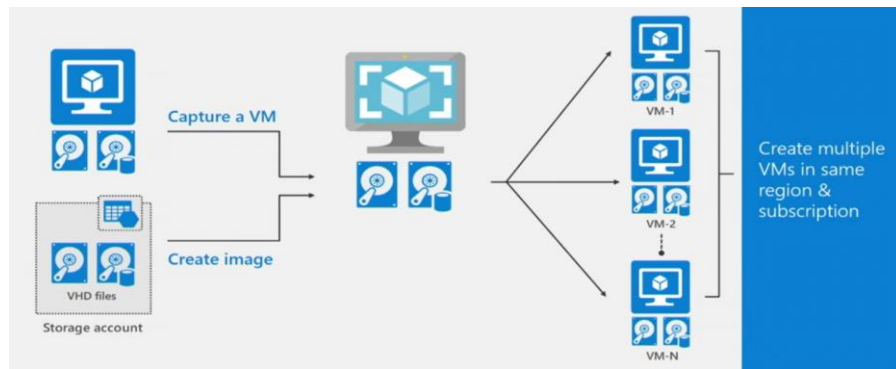 Capture a VM
Create image
VHD files
Storage account
VM-1
VM-2
VM-N
Create multiple
VMs in same
region &
subscription